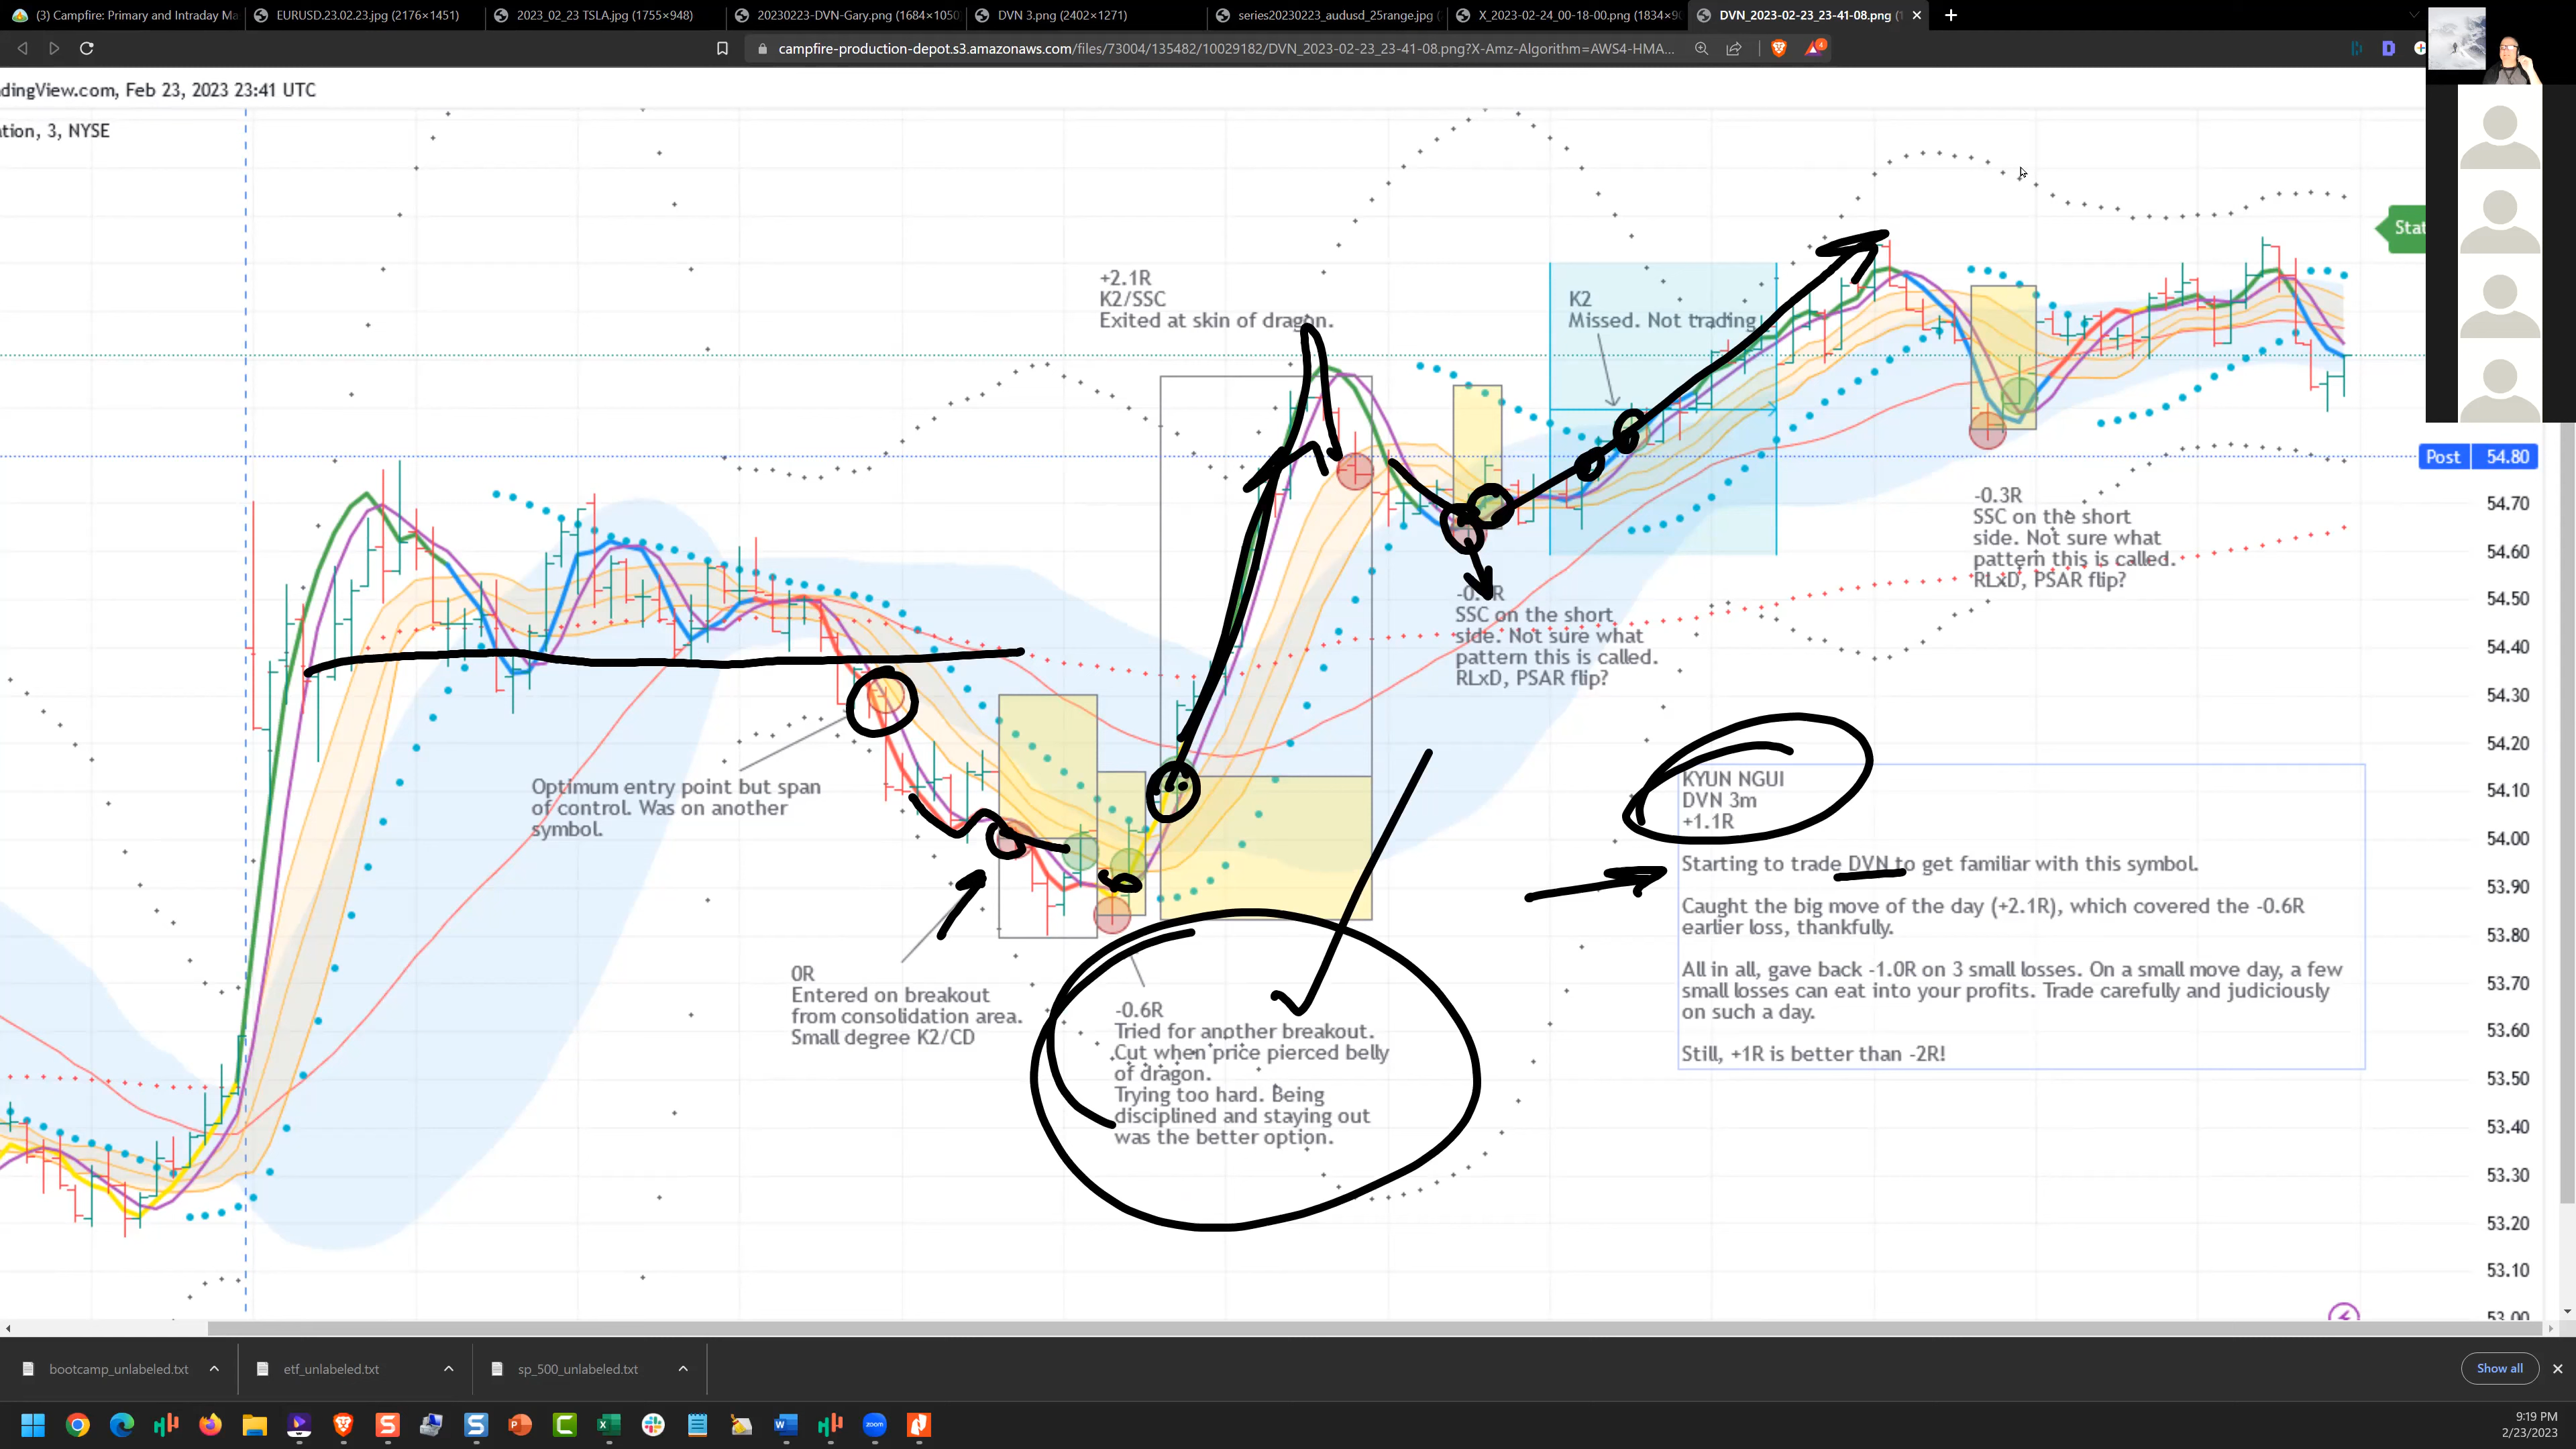 (3) Campfire: Primary and Intraday Ma
EURUSD.23.02.23.jpg (2176×1451)
2023_02_23 TSLA.jpg (1755×948)
20230223-DVN-Gary.png (1684×1050
DVN 3.png (2402×1271)
series20230223_audusd_25range.jpg (
X_2023-02-24_00-18-00.png (1834×9
DVN_2023-02-23_23-41-08.png (1
campfire-production-depot.s3.amazonaws.com/files/73004/135482/10029182/DVN_2023-02-23_23-41-08.png?X-Amz-Algorithm=AWS4-HMA...
4
dingView.com, Feb 23, 2023 23:41 UTC
tion, 3, NYSE
Stat
+2.1R
K2/SSC
Exited at skin of dragon.
K2
Missed. Not trading
Post 54.80
54.70
54.60
54.50
54.40
54.30
54.20
54.10
54.00
53.90
53.80
53.70
53.60
53.50
53.40
53.30
53.20
53.10
53.00
-0.3R
SSC on the short
side. Not sure what
pattern this is called.
RLxD, PSAR flip?
SSC on the short
side. Not sure what
pattern this is called.
RLxD, PSAR flip?
Optimum entry point but span
of control. Was on another
symbol.
0R
Entered on breakout
from consolidation area.
Small degree K2/CD
-0.6R
Tried for another breakout.
Cut when price pierced belly
of dragon.
Trying too hard. Being
disciplined and staying out
was the better option.
KYUN NGUI
DVN 3m
+1.1R
Starting to trade DVN to get familiar with this symbol.
Caught the big move of the day (+2.1R), which covered the -0.6R
earlier loss, thankfully.
All in all, gave back -1.0R on 3 small losses. On a small move day, a few
small losses can eat into your profits. Trade carefully and judiciously
on such a day.
Still, +1R is better than -2R!
bootcamp_unlabeled.txt
etf_unlabeled.txt
sp_500_unlabeled.txt
Show all
zoom
9:19 PM
2/23/2023